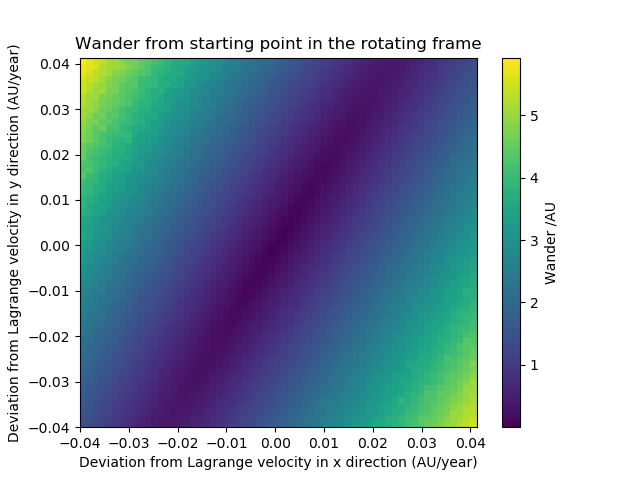 Wander from starting point in the rotating frame
Deviation from Lagrange velocity in y direction (AU/year)
0.04
0.03
0.02
0.01
0.00
−0.01
−0.02
−0.03
−0.04
−0.04 −0.03 −0.02 −0.01 0.00 0.01 0.02 0.03 0.04
Deviation from Lagrange velocity in x direction (AU/year)
5
4
3
2
1
Wander /AU